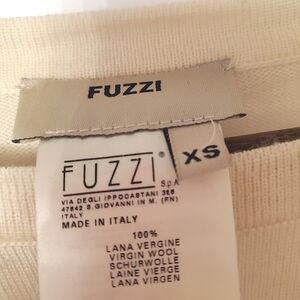 FUZZI
XS
FUZZI
S.p.A
VIA DEGLI IPPOCASTANI 368
47842 S.GIOVANNI IN M. (RN)
ITALY
MADE IN ITALY
100%
LANA VERGINE
VIRGIN WOOL
SCHURWOLLE
LAINE VIERGE
LANA VIRGEN